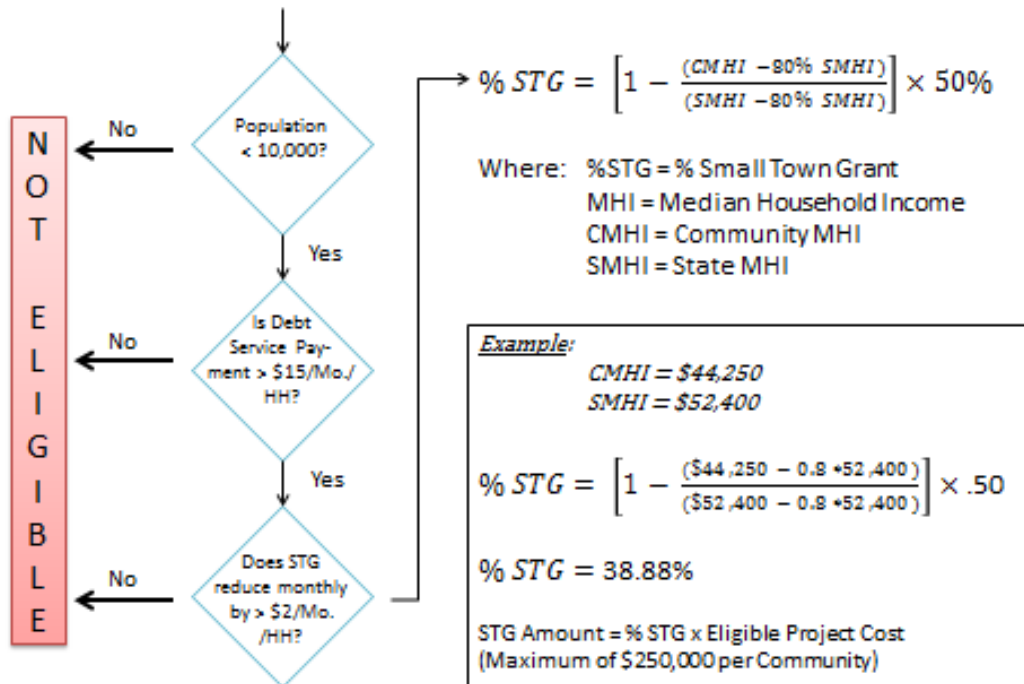 NOT ELIGIBLE
Population
< 10,000?
No
Yes
Is Debt
Service Pay-
ment > $15/Mo./
HH?
No
Yes
Does STG
reduce monthly
by > $2/Mo.
/HH?
No
% STG = [1 − (CMHI −80% SMHI) / (SMHI −80% SMHI)] × 50%
Where: %STG = % Small Town Grant
MHI = Median Household Income
CMHI = Community MHI
SMHI = State MHI
Example:
CMHI = $44,250
SMHI = $52,400
% STG = [1 − ($44,250 − 0.8 *52,400) / ($52,400 − 0.8 *52,400)] × .50
% STG = 38.88%
STG Amount = % STG x Eligible Project Cost
(Maximum of $250,000 per Community)